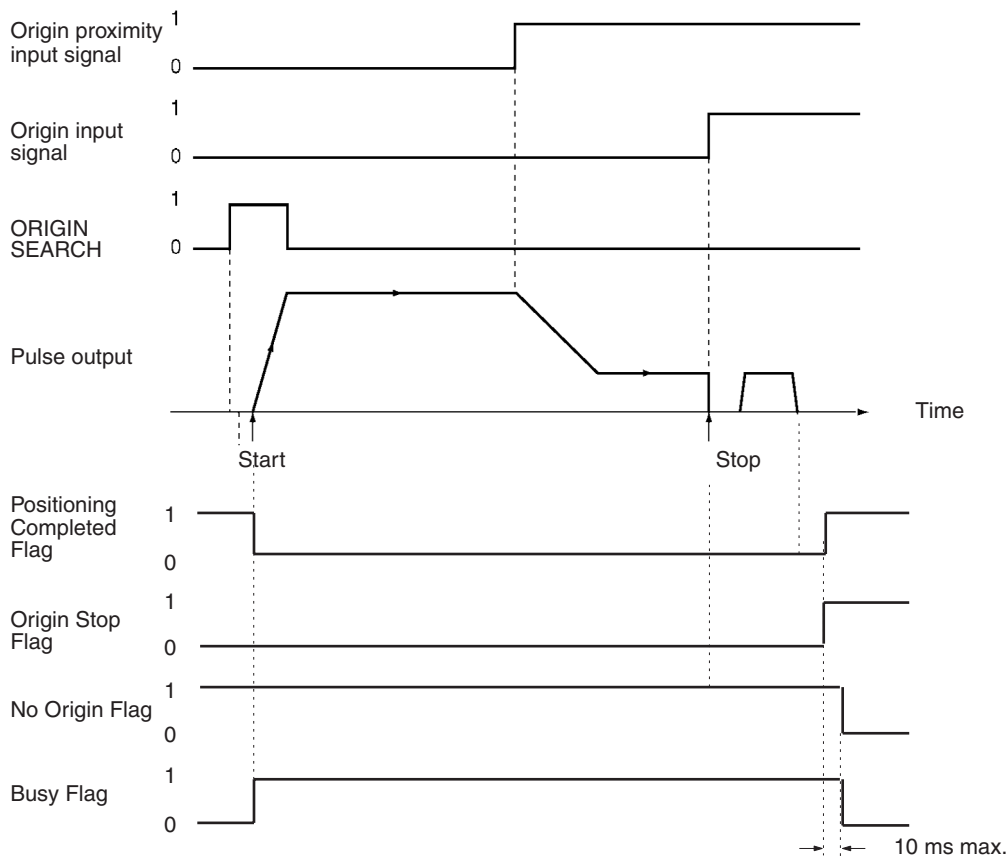 Origin proximity
input signal
1
0
Origin input
signal
1
0
ORIGIN
SEARCH
1
0
Pulse output
Time
Start
Stop
Positioning
Completed
Flag
1
0
Origin Stop
Flag
1
0
No Origin Flag
1
0
Busy Flag
1
0
10 ms max.